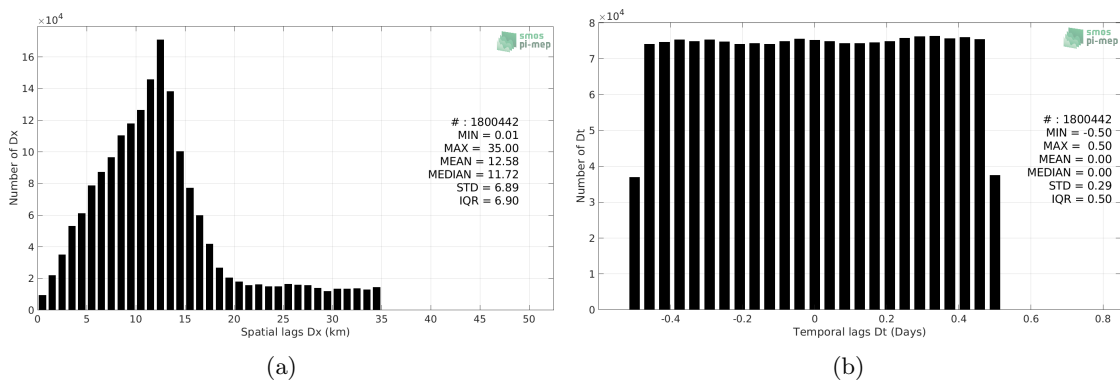 ×10⁴
16
14
12
10
8
6
4
2
0
Number of Dx
0 5 10 15 20 25 30 35 40 45 50
Spatial lags Dx (km)
smos
pi-mep
# : 1800442
MIN = 0.01
MAX = 35.00
MEAN = 12.58
MEDIAN = 11.72
STD = 6.89
IQR = 6.90
(a)
×10⁴
8
7
6
5
4
3
2
1
0
Number of Dt
-0.4 -0.2 0 0.2 0.4 0.6 0.8
Temporal lags Dt (Days)
smos
pi-mep
# : 1800442
MIN = -0.50
MAX = 0.50
MEAN = 0.00
MEDIAN = 0.00
STD = 0.29
IQR = 0.50
(b)